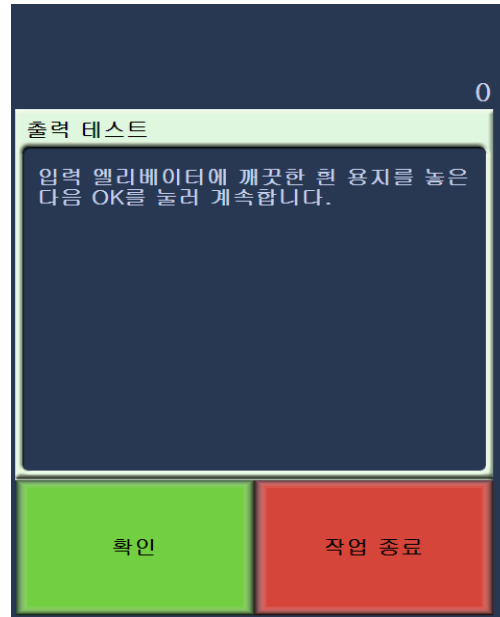 0
출력 테스트
입력 엘리베이터에 깨끗한 흰 용지를 놓은
다음 OK를 눌러 계속합니다.
확인
작업 종료